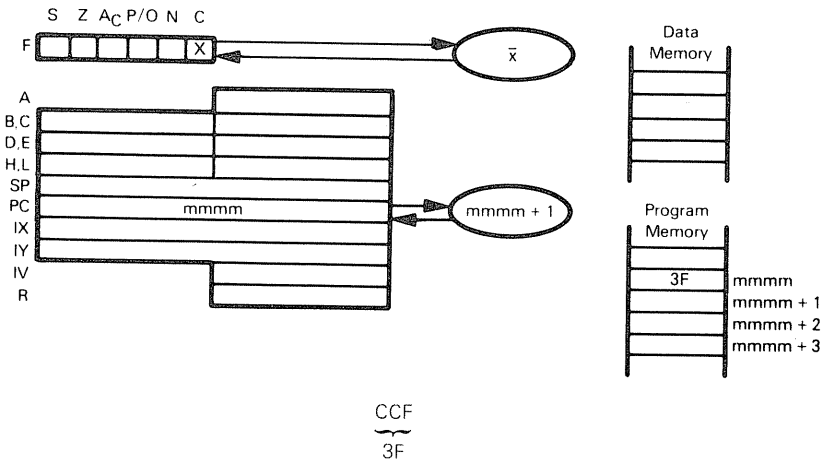 S Z AC P/O N C
F X
x̄
Data
Memory
A
B,C
D,E
H,L
SP
PC mmmm
mmmm + 1
IX
IY
IV
R
Program
Memory
3F mmmm
mmmm + 1
mmmm + 2
mmmm + 3
CCF
3F